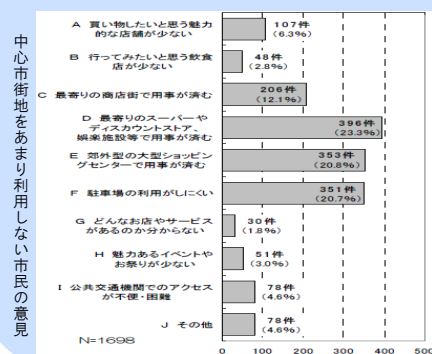 中心市街地をあまり利用しない市民の意見
A 買い物したいと思う魅力
的な店舗が少ない
107件
(6.3%)
B 行ってみたいと思う飲食
店が少ない
48件
(2.8%)
C 最寄りの商店街で用事が済む
206件
(12.1%)
D 最寄りのスーパーや
ディスカウントストア、
娯楽施設等で用事が済む
396件
(23.3%)
E 郊外型の大型ショッピン
グセンターで用事が済む
353件
(20.8%)
F 駐車場の利用がしにくい
351件
(20.7%)
G どんなお店やサービス
があるのか分からない
30件
(1.8%)
H 魅力あるイベントや
お祭りが少ない
51件
(3.0%)
I 公共交通機関でのアクセス
が不便・困難
78件
(4.6%)
J その他
78件
(4.6%)
N=1698
0 100 200 300 400 500